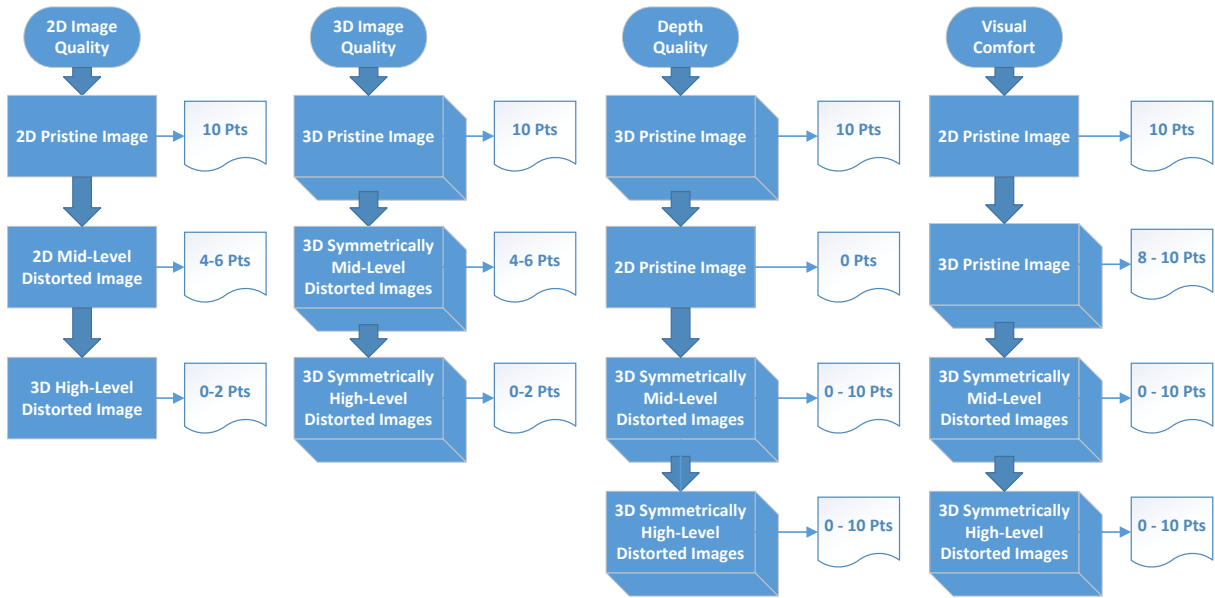 2D Image
Quality
2D Pristine Image
10 Pts
2D Mid-Level
Distorted Image
4-6 Pts
3D High-Level
Distorted Image
0-2 Pts
3D Image
Quality
3D Pristine Image
10 Pts
3D Symmetrically
Mid-Level
Distorted Images
4-6 Pts
3D Symmetrically
High-Level
Distorted Images
0-2 Pts
Depth
Quality
3D Pristine Image
10 Pts
2D Pristine Image
0 Pts
3D Symmetrically
Mid-Level
Distorted Images
0 - 10 Pts
3D Symmetrically
High-Level
Distorted Images
0 - 10 Pts
Visual
Comfort
2D Pristine Image
10 Pts
3D Pristine Image
8 - 10 Pts
3D Symmetrically
Mid-Level
Distorted Images
0 - 10 Pts
3D Symmetrically
High-Level
Distorted Images
0 - 10 Pts